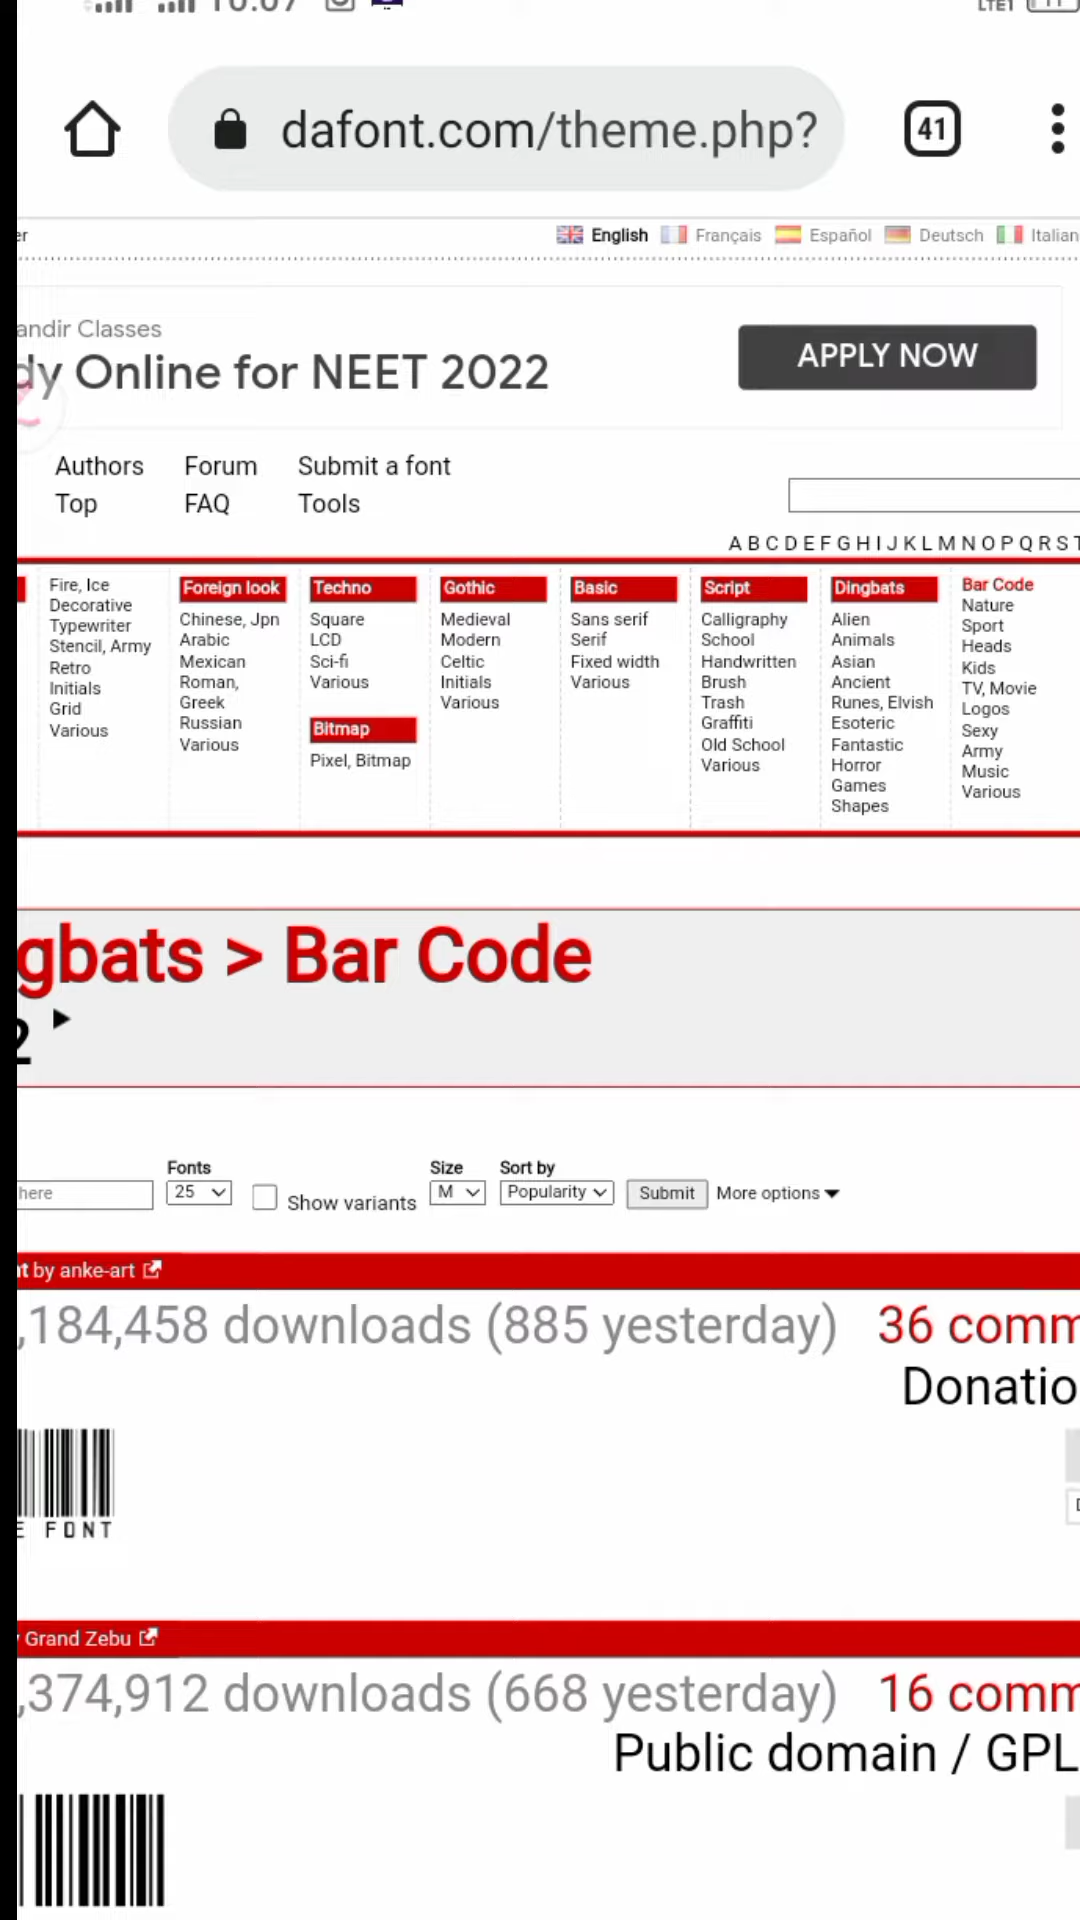 dafont.com/theme.php?
41
er
English Français Español Deutsch Italian
andir Classes
dy Online for NEET 2022
APPLY NOW
Authors Forum Submit a font
Top FAQ Tools
A B C D E F G H I J K L M N O P Q R S T
Fire, Ice
Decorative
Typewriter
Stencil, Army
Retro
Initials
Grid
Various
Foreign look
Chinese, Jpn
Arabic
Mexican
Roman,
Greek
Russian
Various
Techno
Square
LCD
Sci-fi
Various
Bitmap
Pixel, Bitmap
Gothic
Medieval
Modern
Celtic
Initials
Various
Basic
Sans serif
Serif
Fixed width
Various
Script
Calligraphy
School
Handwritten
Brush
Trash
Graffiti
Old School
Various
Dingbats
Alien
Animals
Asian
Ancient
Runes, Elvish
Esoteric
Fantastic
Horror
Games
Shapes
Bar Code
Nature
Sport
Heads
Kids
TV, Movie
Logos
Sexy
Army
Music
Various
gbats > Bar Code
2
Fonts Size Sort by
here 25 Show variants M Popularity Submit More options
nt by anke-art
,184,458 downloads (885 yesterday) 36 comm
Donatio
E FONT
y Grand Zebu
,374,912 downloads (668 yesterday) 16 comm
Public domain / GPL